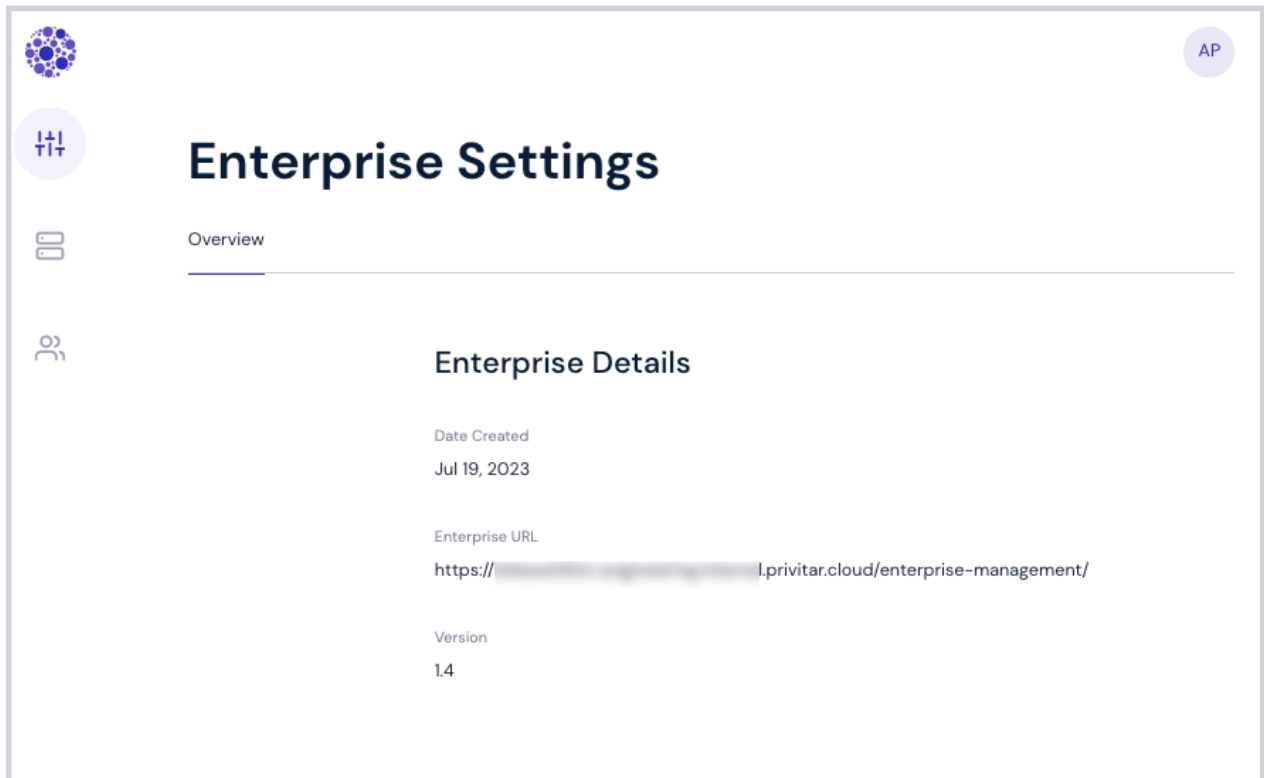 AP
Enterprise Settings
Overview
Enterprise Details
Date Created
Jul 19, 2023
Enterprise URL
https:// l.privitar.cloud/enterprise-management/
Version
1.4